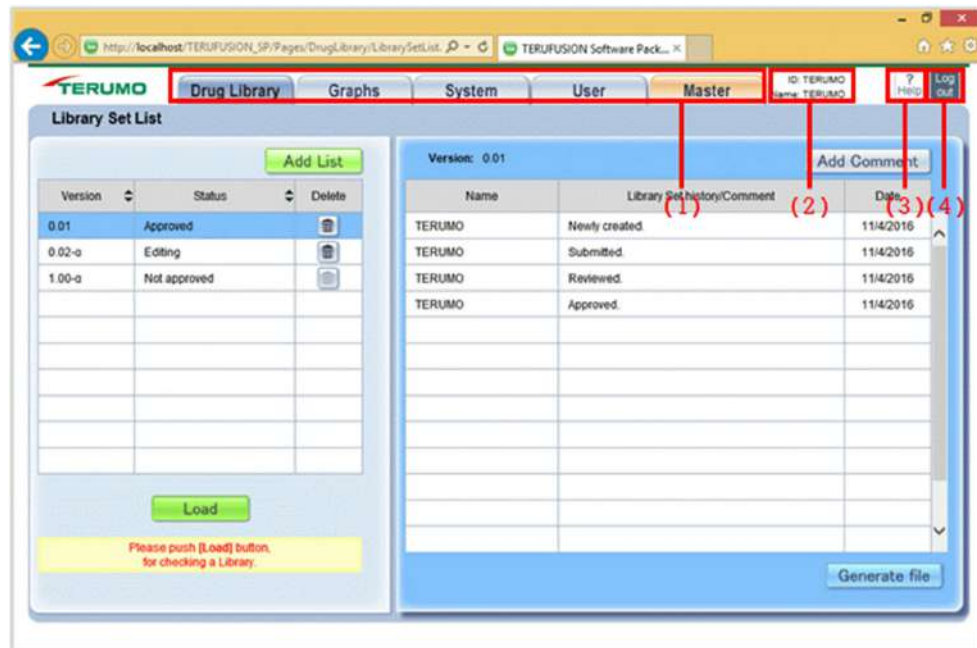 http://localhost/TERUFUSION_SP/Pages/DrugLibrary/LibrarySetList.
TERUFUSION Software Pack...
TERUMO
Drug Library
Graphs
System
User
Master
ID: TERUMO
Name: TERUMO
?
Help
Log
out
Library Set List
Add List
Version Status Delete
0.01 Approved
0.02-α Editing
1.00-α Not approved
Load
Please push [Load] button,
for checking a Library.
Version: 0.01
Add Comment
Name Library Set history/Comment Date
(1) (2) (3) (4)
TERUMO Newly created. 11/4/2016
TERUMO Submitted. 11/4/2016
TERUMO Reviewed. 11/4/2016
TERUMO Approved. 11/4/2016
Generate file